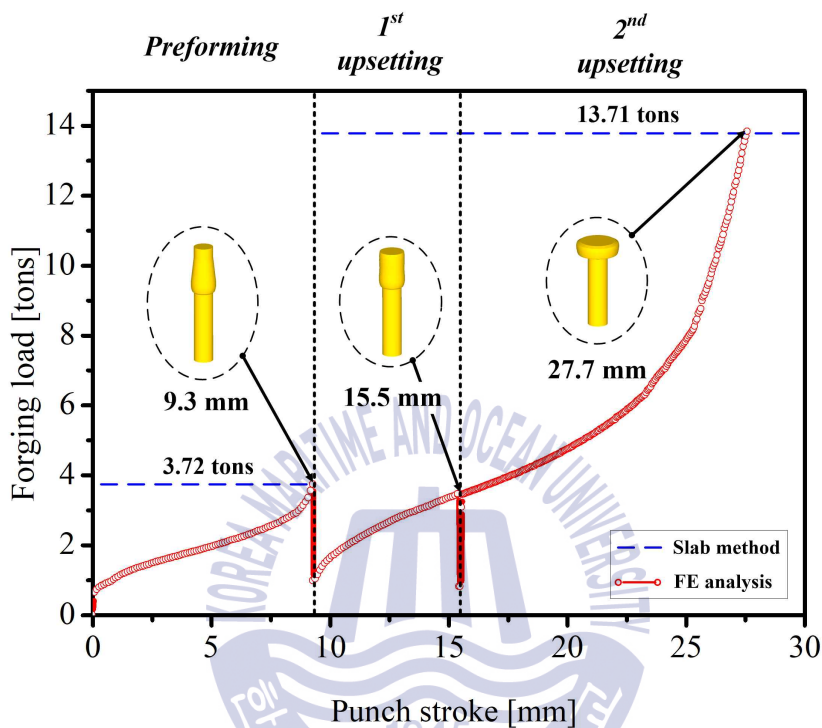 Preforming
1st
upsetting
2nd
upsetting
14
12
10
8
6
4
2
0
Forging load [tons]
13.71 tons
9.3 mm
15.5 mm
27.7 mm
3.72 tons
Slab method
FE analysis
KOREA MARITIME AND OCEAN UNIVERSITY
0
5
10
15
20
25
30
Punch stroke [mm]